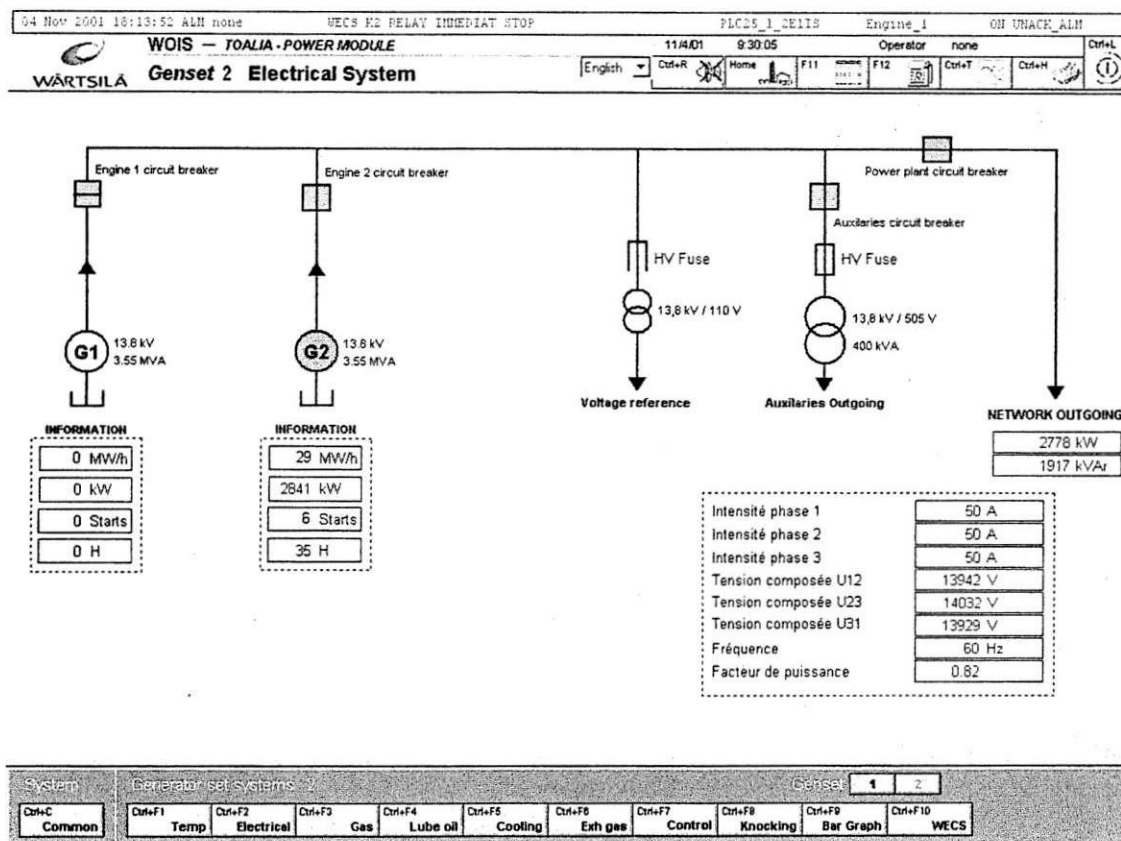 04 Nov 2001 18:13:52 ALM none WECS K2 RELAY IMMEDIAT STOP PLC25_1_2E1IS Engine_1 ON UNACK_ALM
WÄRTSILÄ
WOIS — TOALIA - POWER MODULE
11/4/01 9:30:05 Operator none
Genset 2 Electrical System
English Ctrl+R Home F11 F12 Ctrl+T Ctrl+H Ctrl+L
Engine 1 circuit breaker
Engine 2 circuit breaker
Power plant circuit breaker
Auxilaries circuit breaker
HV Fuse
HV Fuse
13,8 kV / 110 V
13,8 kV / 505 V
400 kVA
G1
13.8 kV
3.55 MVA
G2
13.8 kV
3.55 MVA
Voltage reference
Auxilaries Outgoing
NETWORK OUTGOING
2778 kW
1917 kVAr
INFORMATION
0 MW/h
0 kW
0 Starts
0 H
INFORMATION
29 MW/h
2841 kW
6 Starts
35 H
Intensité phase 1 50 A
Intensité phase 2 50 A
Intensité phase 3 50 A
Tension composée U12 13942 V
Tension composée U23 14032 V
Tension composée U31 13929 V
Fréquence 60 Hz
Facteur de puissance 0.82
System Generator set systems 2 Genset 1 2
Ctrl+C Common
Ctrl+F1 Temp
Ctrl+F2 Electrical
Ctrl+F3 Gas
Ctrl+F4 Lube oil
Ctrl+F5 Cooling
Ctrl+F6 Exh gas
Ctrl+F7 Control
Ctrl+F8 Knocking
Ctrl+F9 Bar Graph
Ctrl+F10 WECS